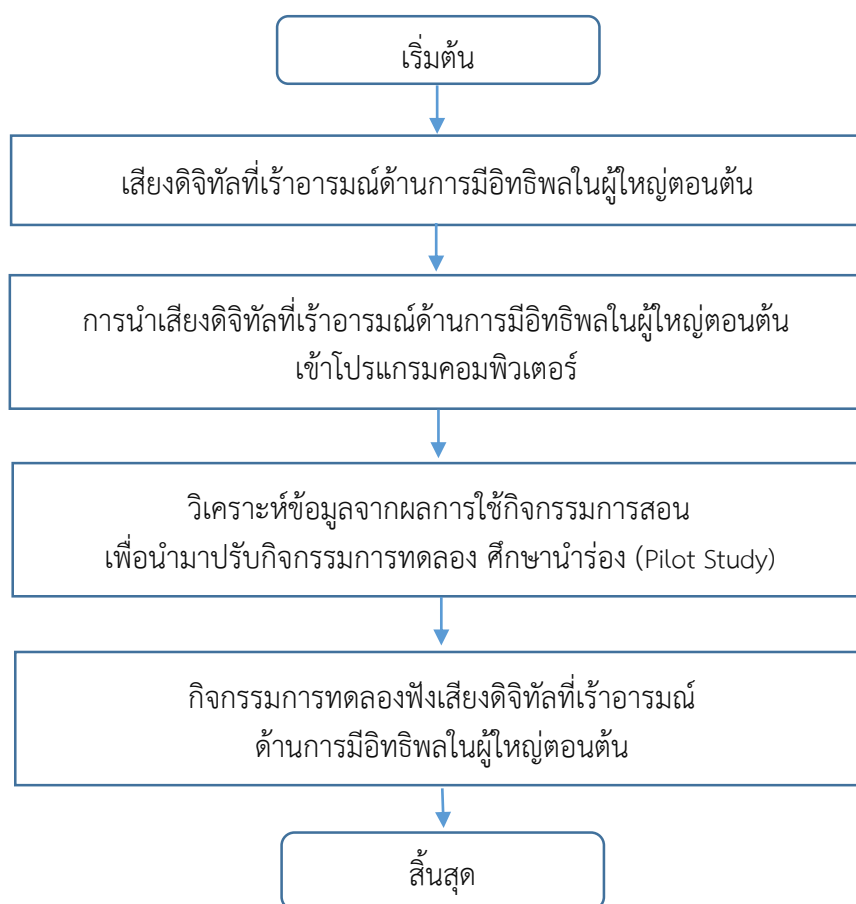 เริ่มต้น
เสียงดิจิทัลที่เร้าอารมณ์ด้านการมีอิทธิพลในผู้ใหญ่ตอนต้น
การนำเสียงดิจิทัลที่เร้าอารมณ์ด้านการมีอิทธิพลในผู้ใหญ่ตอนต้น
เข้าโปรแกรมคอมพิวเตอร์
วิเคราะห์ข้อมูลจากผลการใช้กิจกรรมการสอน
เพื่อนำมาปรับกิจกรรมการทดลอง ศึกษานำร่อง (Pilot Study)
กิจกรรมการทดลองฟังเสียงดิจิทัลที่เร้าอารมณ์
ด้านการมีอิทธิพลในผู้ใหญ่ตอนต้น
สิ้นสุด